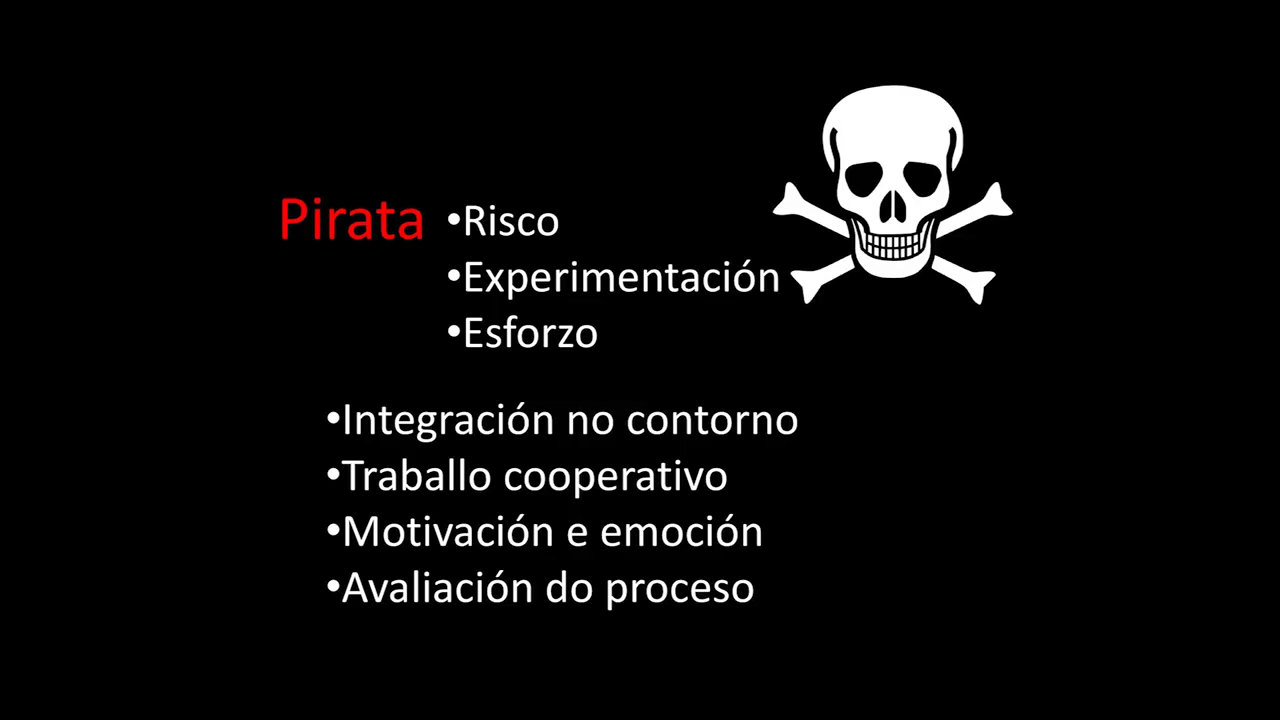 Pirata •Risco
•Experimentación
•Esforzo
•Integración no contorno
•Traballo cooperativo
•Motivación e emoción
•Avaliación do proceso